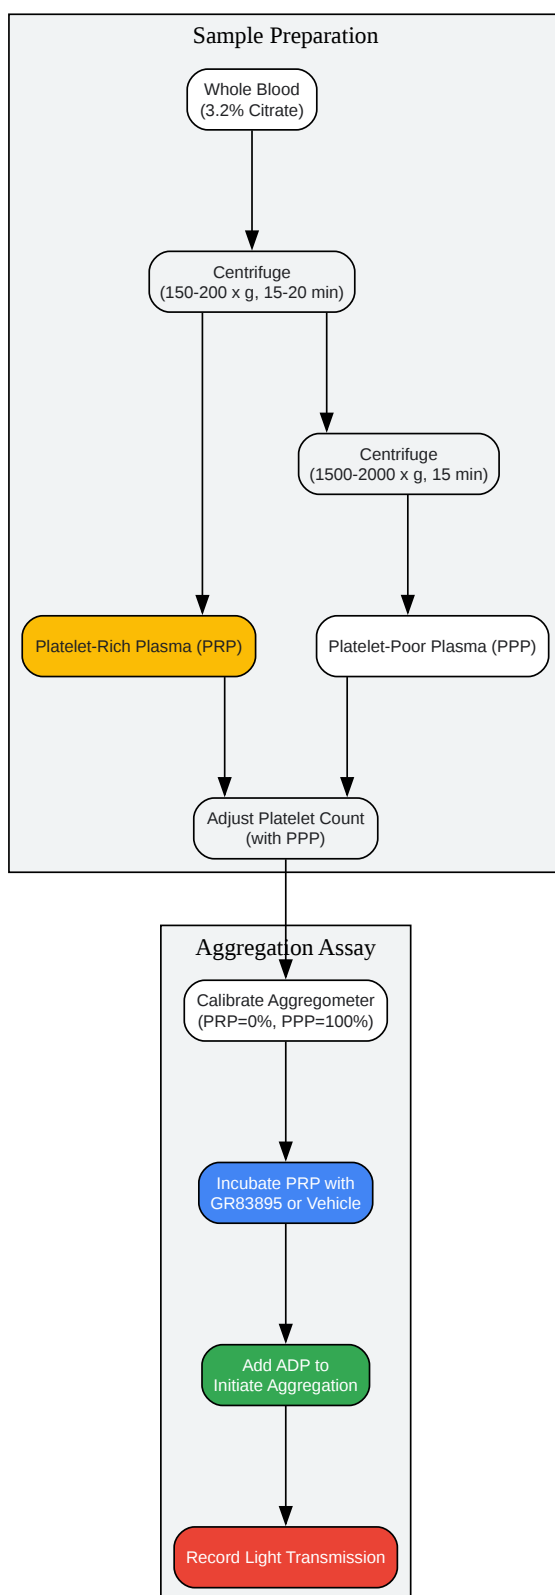 Sample Preparation
Whole Blood
(3.2% Citrate)
Centrifuge
(150-200 x g, 15-20 min)
Centrifuge
(1500-2000 x g, 15 min)
Platelet-Rich Plasma (PRP)
Platelet-Poor Plasma (PPP)
Adjust Platelet Count
(with PPP)
Aggregation Assay
Calibrate Aggregometer
(PRP=0%, PPP=100%)
Incubate PRP with
GR83895 or Vehicle
Add ADP to
Initiate Aggregation
Record Light Transmission